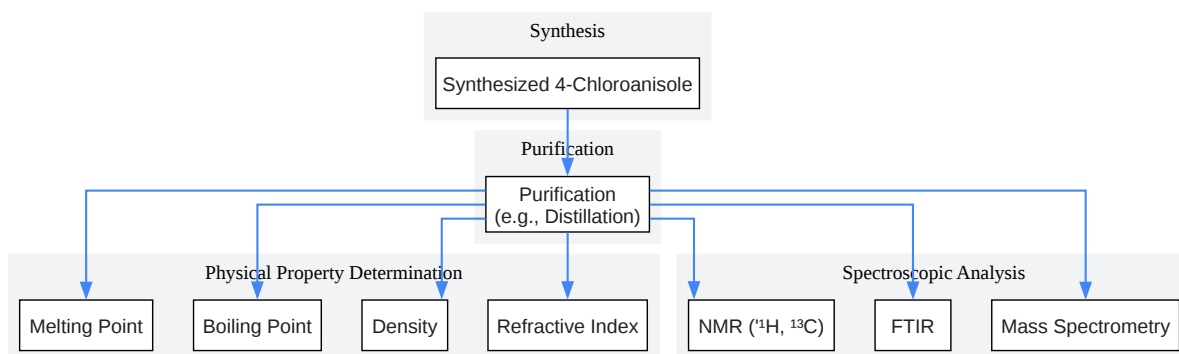 Synthesis
Synthesized 4-Chloroanisole
Purification
Purification
(e.g., Distillation)
Physical Property Determination
Spectroscopic Analysis
Melting Point
Boiling Point
Density
Refractive Index
NMR ('¹H, ¹³C)
FTIR
Mass Spectrometry